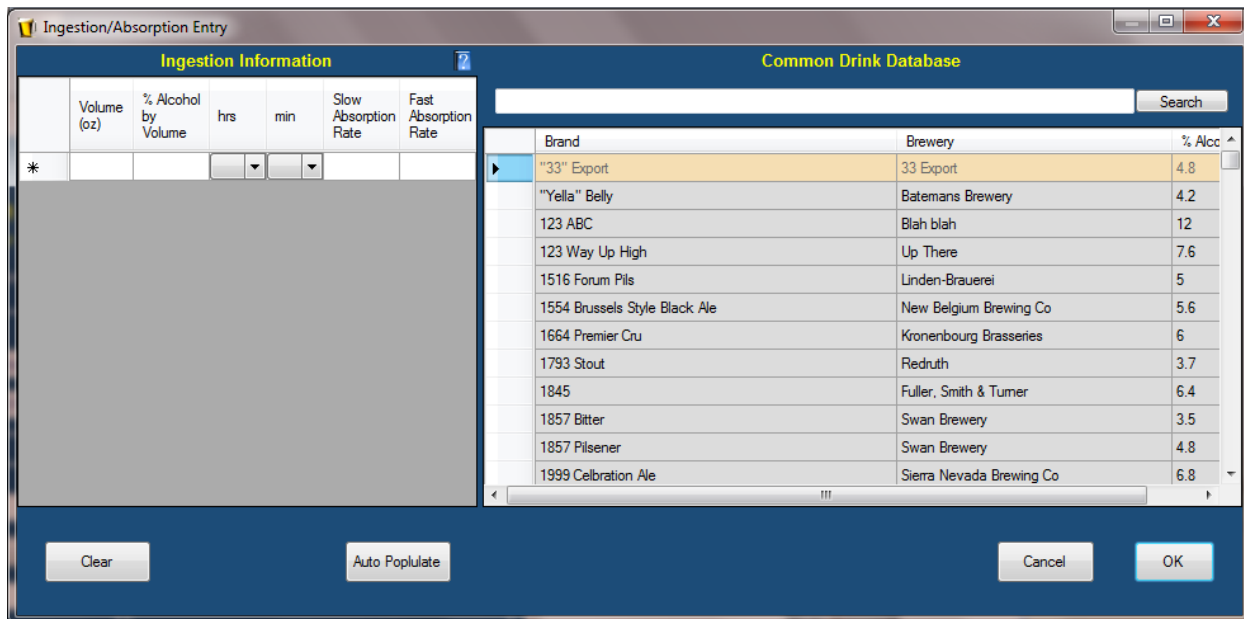 Ingestion/Absorption Entry
Ingestion Information
Volume (oz) % Alcohol by Volume hrs min Slow Absorption Rate Fast Absorption Rate
Common Drink Database
Search
Brand Brewery % Alcc
"33" Export 33 Export 4.8
"Yella" Belly Batemans Brewery 4.2
123 ABC Blah blah 12
123 Way Up High Up There 7.6
1516 Forum Pils Linden-Brauerei 5
1554 Brussels Style Black Ale New Belgium Brewing Co 5.6
1664 Premier Cru Kronenbourg Brasseries 6
1793 Stout Redruth 3.7
1845 Fuller, Smith & Turner 6.4
1857 Bitter Swan Brewery 3.5
1857 Pilsener Swan Brewery 4.8
1999 Celbration Ale Sierra Nevada Brewing Co 6.8
Clear Auto Poplulate Cancel OK